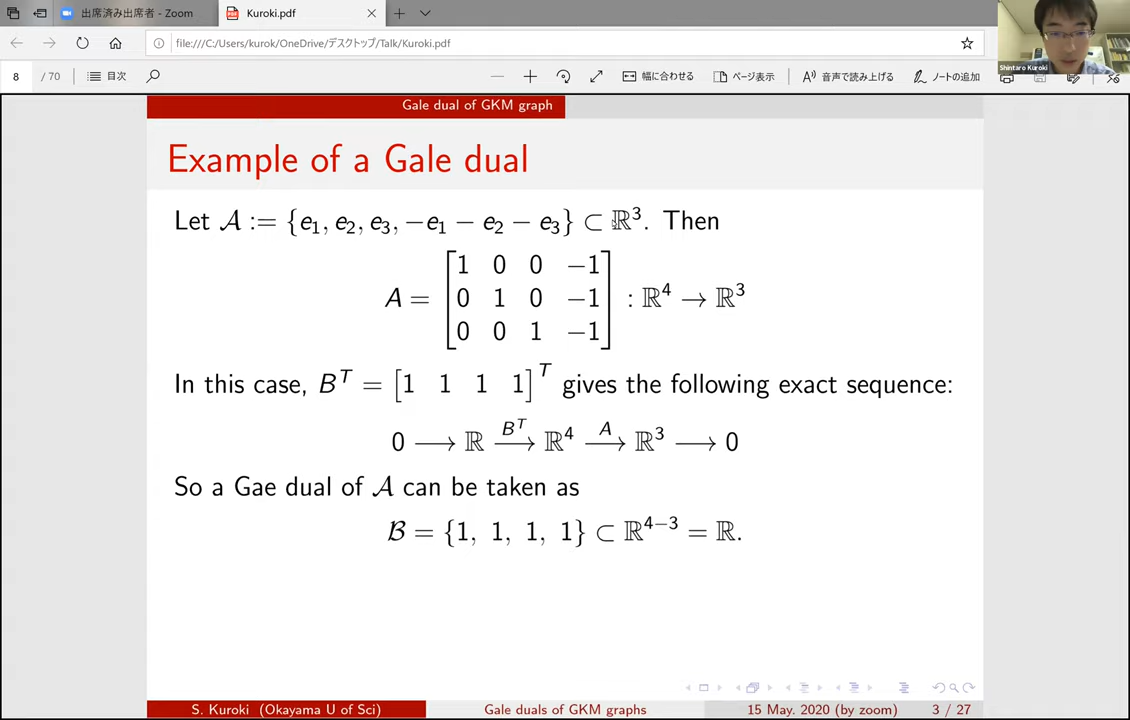 出席済み出席者 - Zoom
Kuroki.pdf
file:///C:/Users/kurok/OneDrive/デスクトップ/Talk/Kuroki.pdf
Shintaro Kuroki
8 / 70 目次 幅に合わせる ページ表示 音声で読み上げる ノートの追加
Gale dual of GKM graph
Example of a Gale dual
Let 𝒜 := {e₁, e₂, e₃, −e₁ − e₂ − e₃} ⊂ ℝ³. Then
A = [1 0 0 −1
0 1 0 −1
0 0 1 −1] : ℝ⁴ → ℝ³
In this case, Bᵀ = [1 1 1 1]ᵀ gives the following exact sequence:
0 ⟶ ℝ ⟶^{Bᵀ} ℝ⁴ ⟶^{A} ℝ³ ⟶ 0
So a Gae dual of 𝒜 can be taken as
ℬ = {1, 1, 1, 1} ⊂ ℝ⁴⁻³ = ℝ.
S. Kuroki (Okayama U of Sci) Gale duals of GKM graphs 15 May. 2020 (by zoom) 3 / 27